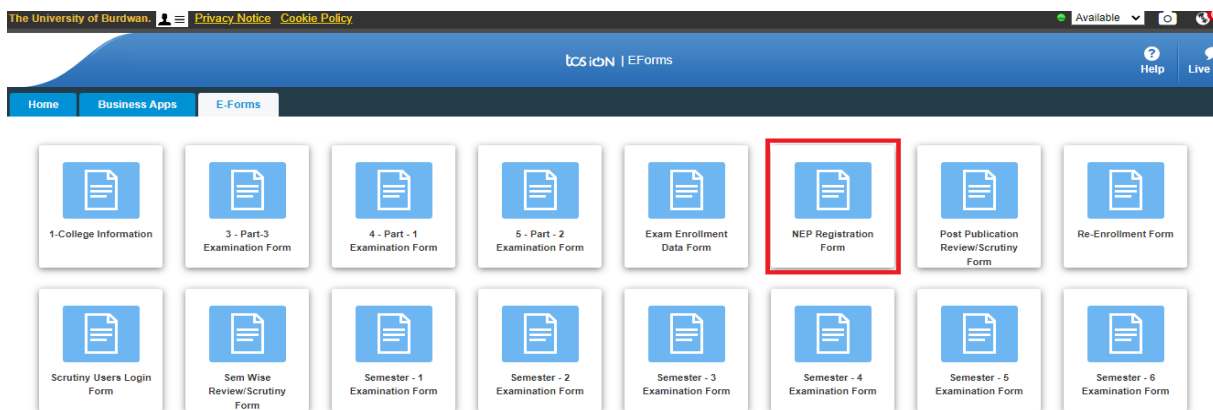 The University of Burdwan. Privacy Notice Cookie Policy Available
tcs iON | EForms
Help Live
Home Business Apps E-Forms
1-College Information
3 - Part-3
Examination Form
4 - Part - 1
Examination Form
5 - Part - 2
Examination Form
Exam Enrollment
Data Form
NEP Registration
Form
Post Publication
Review/Scrutiny
Form
Re-Enrollment Form
Scrutiny Users Login
Form
Sem Wise
Review/Scrutiny
Form
Semester - 1
Examination Form
Semester - 2
Examination Form
Semester - 3
Examination Form
Semester - 4
Examination Form
Semester - 5
Examination Form
Semester - 6
Examination Form